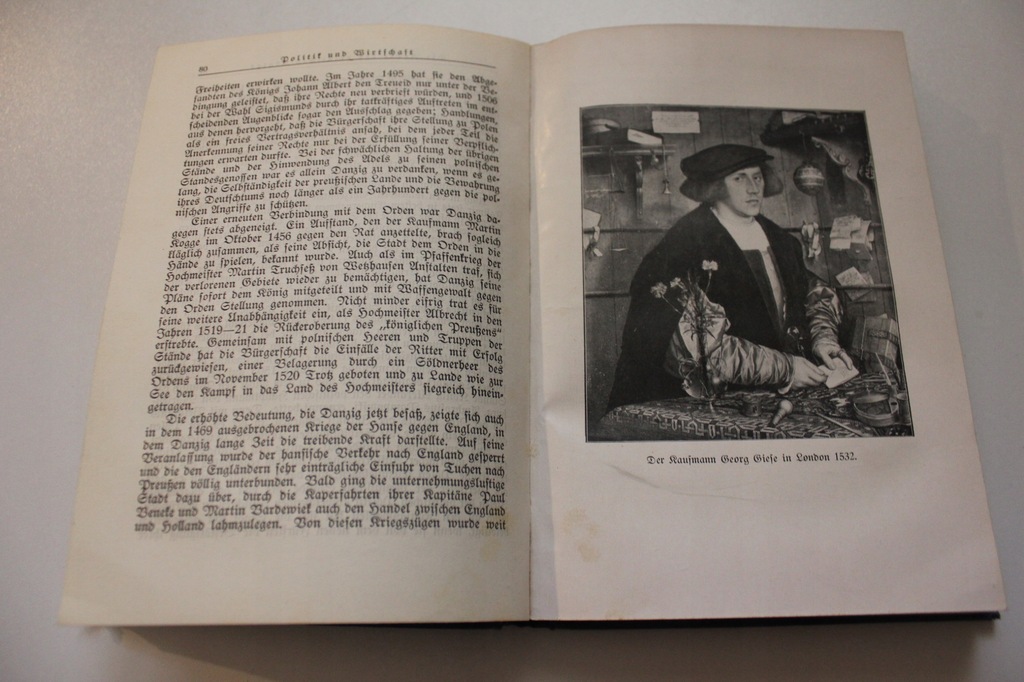 80
Politik und Wirtschaft
Freiheiten erwirken wollte. Im Jahre 1495 hat sie den Abge-
sandten des Königs Johann Albert den Treueid nur unter der Be-
dingung geleistet, daß ihre Rechte neu verbrieft würden, und 1506
bei der Wahl Sigismunds durch ihr tatkräftiges Auftreten im ent-
scheidenden Augenblicke sogar den Ausschlag gegeben; Handlungen,
aus denen hervorgeht, daß die Bürgerschaft ihre Stellung zu Polen
als ein freies Vertragsverhältnis ansah, bei dem jeder Teil die
Anerkennung seiner Rechte nur bei der Erfüllung seiner Verpflich-
tungen erwarten durfte. Bei der schwächlichen Haltung der übrigen
Stände und der Hinwendung des Adels zu seinen polnischen
Standesgenossen war es allein Danzig zu verdanken, wenn es ge-
lang, die Selbständigkeit der preußischen Lande und die Bewahrung
ihres Deutschtums noch länger als ein Jahrhundert gegen die pol-
nischen Angriffe zu schützen.
Einer erneuten Verbindung mit dem Orden war Danzig da-
gegen stets abgeneigt. Ein Aufstand, den der Kaufmann Martin
Kogge im Oktober 1456 gegen den Rat anzettelte, brach sogleich
kläglich zusammen, als seine Absicht, die Stadt dem Orden in die
Hände zu spielen, bekannt wurde. Auch als im Pfaffenkrieg der
Hochmeister Martin Truchseß von Wetzhausen Anstalten traf, sich
der verlorenen Gebiete wieder zu bemächtigen, hat Danzig seine
Pläne sofort dem König mitgeteilt und mit Waffengewalt gegen
den Orden Stellung genommen. Nicht minder eifrig trat es für
seine weitere Unabhängigkeit ein, als Hochmeister Albrecht in den
Jahren 1519—21 die Rückeroberung des „königlichen Preußens“
erstrebte. Gemeinsam mit polnischen Heeren und Truppen der
Stände hat die Bürgerschaft die Einfälle der Ritter mit Erfolg
zurückgewiesen, einer Belagerung durch ein Söldnerheer des
Ordens im November 1520 Trotz geboten und zu Lande wie zur
See den Kampf in das Land des Hochmeisters siegreich hinein-
getragen.
Die erhöhte Bedeutung, die Danzig jetzt besaß, zeigte sich auch
in dem 1469 ausgebrochenen Kriege der Hanse gegen England, in
dem Danzig lange Zeit die treibende Kraft darstellte. Auf seine
Veranlassung wurde der hansische Verkehr nach England gesperrt
und die den Engländern sehr einträgliche Einfuhr von Tuchen nach
Preußen völlig unterbunden. Bald ging die unternehmungslustige
Stadt dazu über, durch die Kaperfahrten ihrer Kapitäne Paul
Beneke und Martin Bardewiek auch den Handel zwischen England
und Holland lahmzulegen. Von diesen Kriegszügen wurde weit
Der Kaufmann Georg Giese in London 1532.